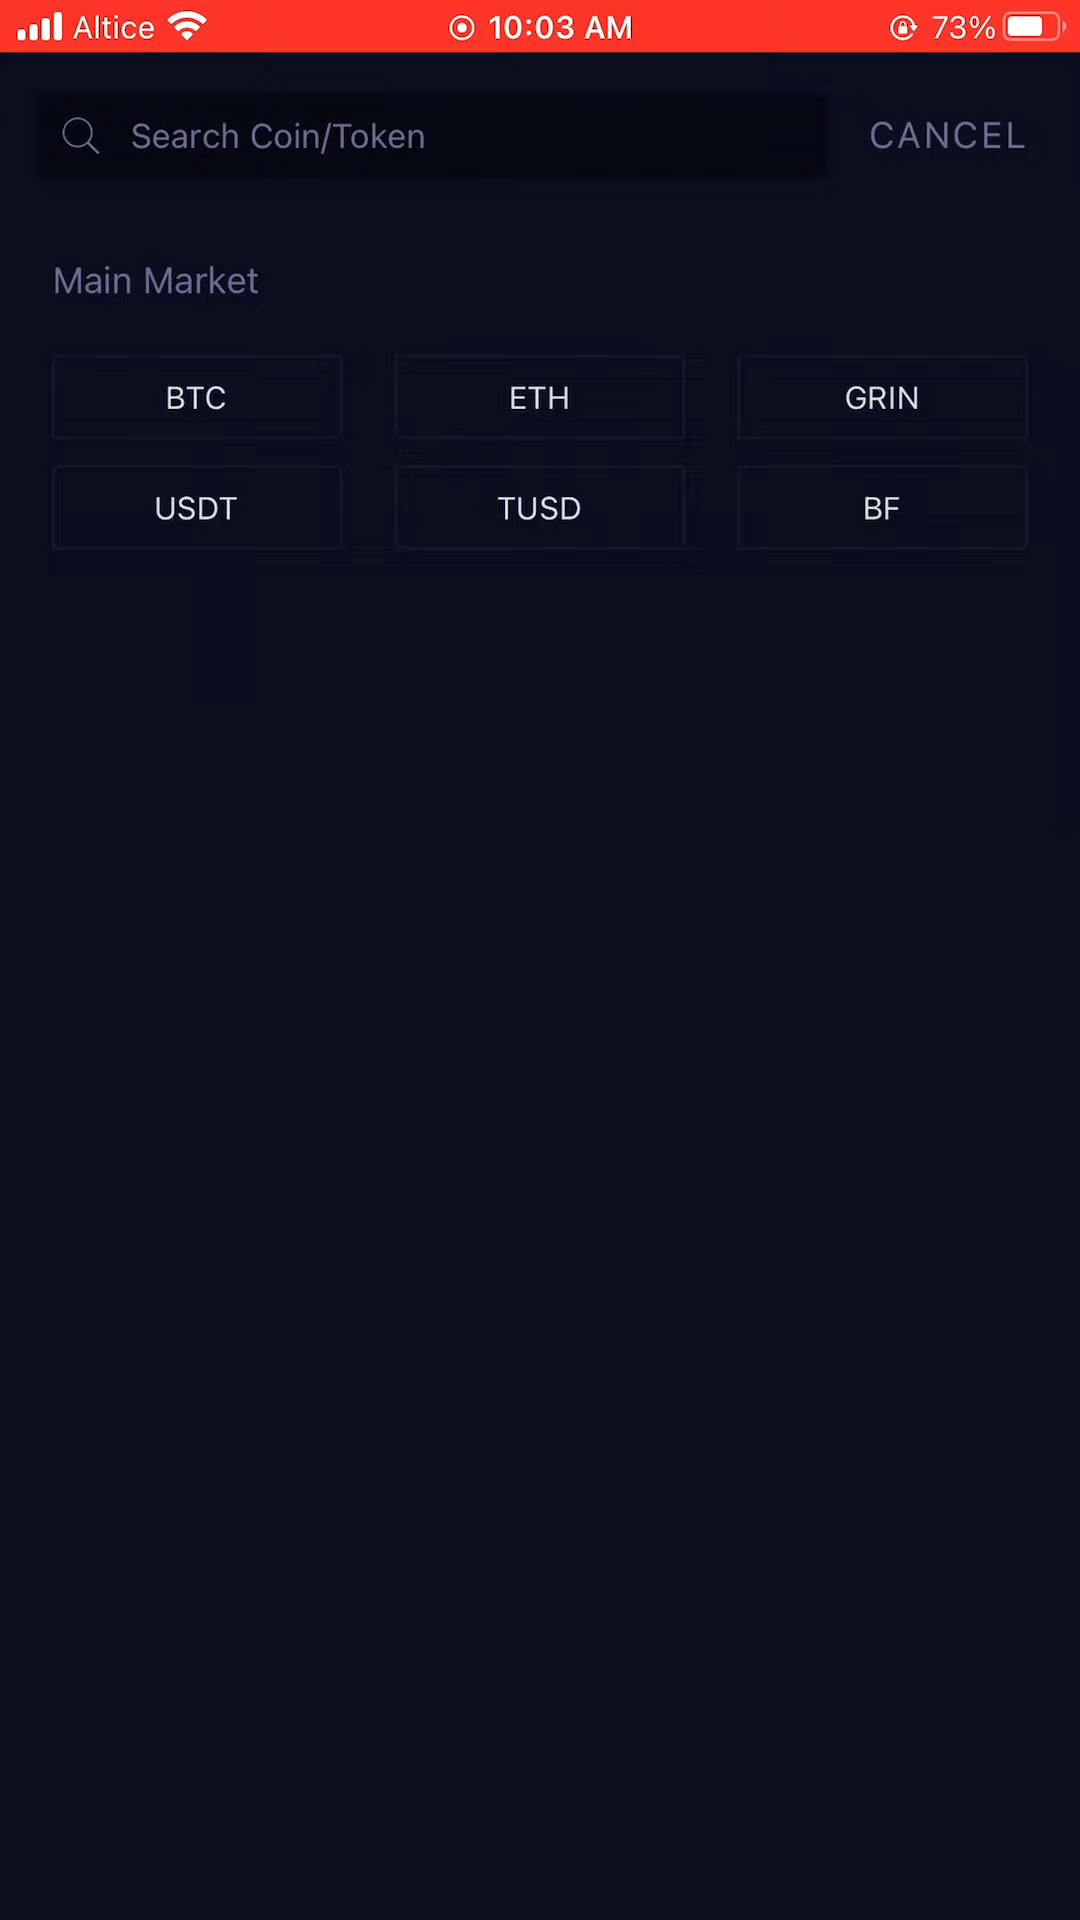 Altice 10:03 AM 73%
Search Coin/Token CANCEL
Main Market
BTC ETH GRIN
USDT TUSD BF